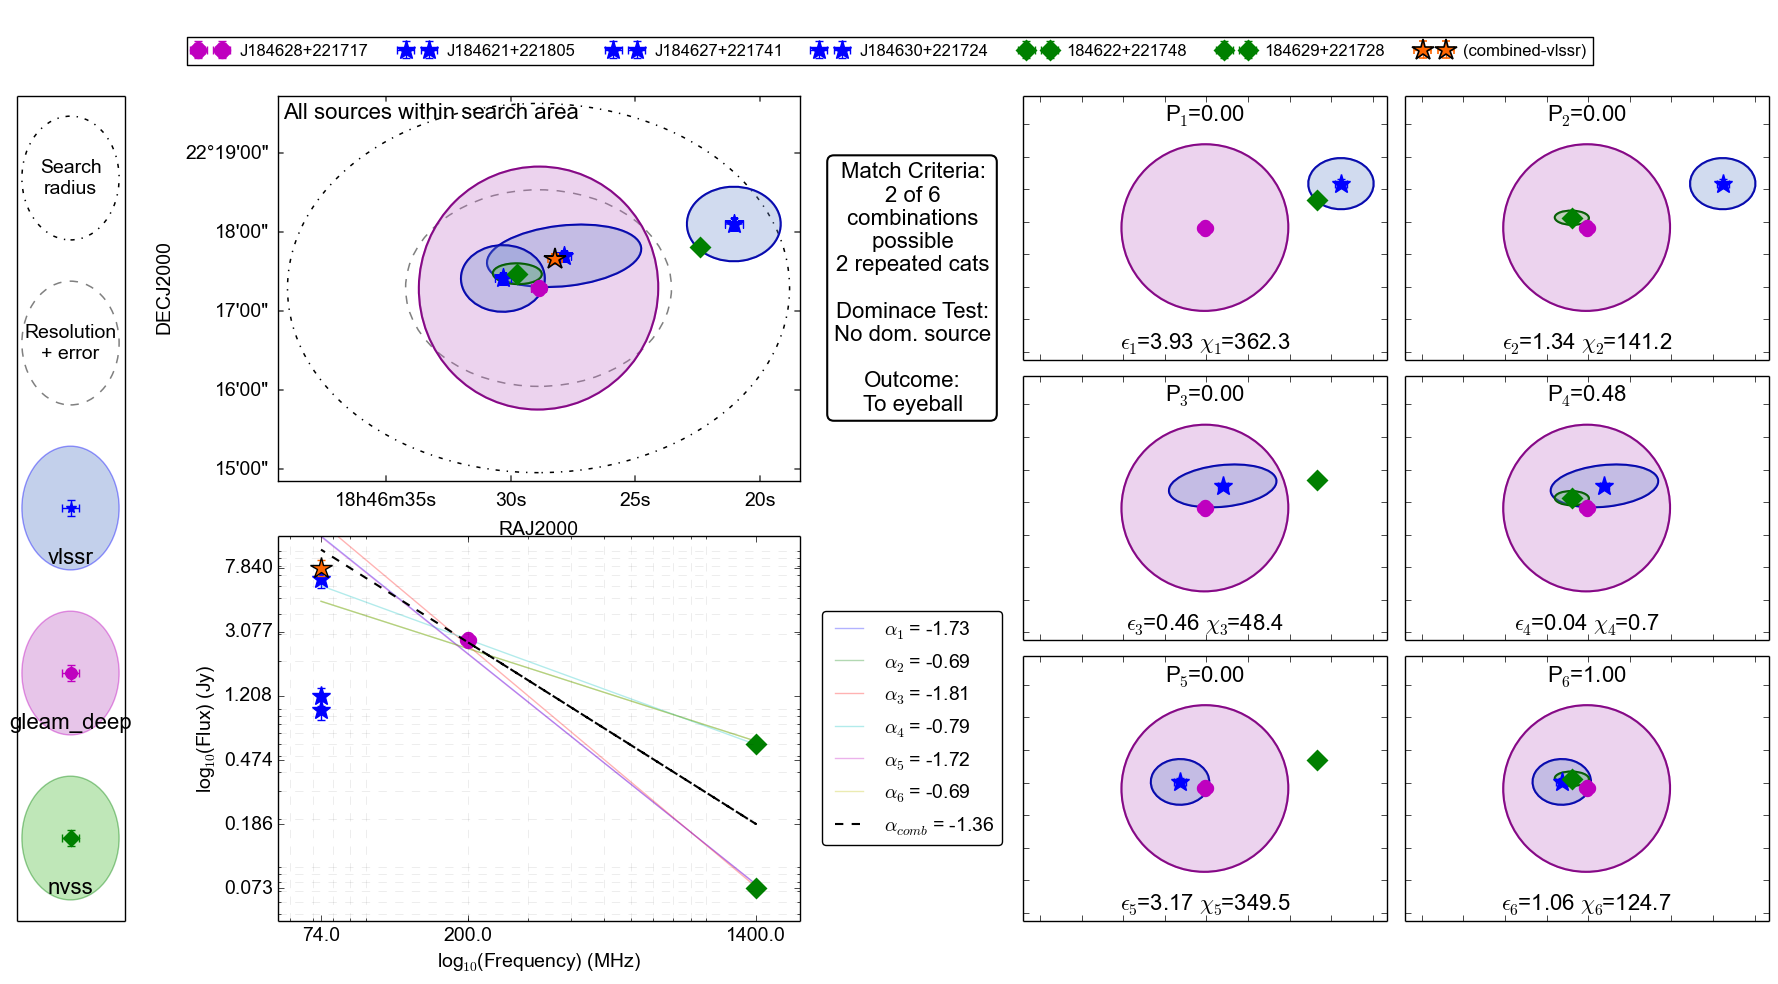 J184628+221717 J184621+221805 J184627+221741 J184630+221724 184622+221748 184629+221728 (combined-vlssr)
Search
radius
Resolution
+ error
vlssr
gleam_deep
nvss
All sources within search area
DECJ2000
22°19'00"
18'00"
17'00"
16'00"
15'00"
18h46m35s 30s 25s 20s
RAJ2000
Match Criteria:
2 of 6
combinations
possible
2 repeated cats
Dominace Test:
No dom. source
Outcome:
To eyeball
log₁₀(Flux) (Jy)
7.840
3.077
1.208
0.474
0.186
0.073
74.0 200.0 1400.0
log₁₀(Frequency) (MHz)
α₁ = -1.73
α₂ = -0.69
α₃ = -1.81
α₄ = -0.79
α₅ = -1.72
α₆ = -0.69
α_comb = -1.36
P₁=0.00
ϵ₁=3.93 χ₁=362.3
P₂=0.00
ϵ₂=1.34 χ₂=141.2
P₃=0.00
ϵ₃=0.46 χ₃=48.4
P₄=0.48
ϵ₄=0.04 χ₄=0.7
P₅=0.00
ϵ₅=3.17 χ₅=349.5
P₆=1.00
ϵ₆=1.06 χ₆=124.7